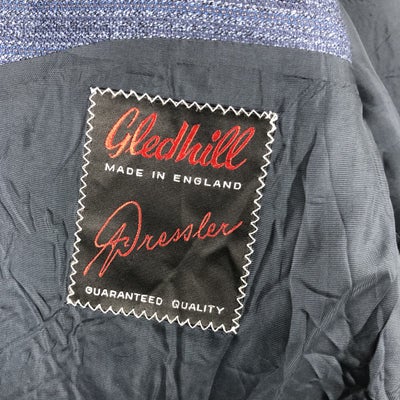 Gledhill
MADE IN ENGLAND
Dressler
GUARANTEED QUALITY